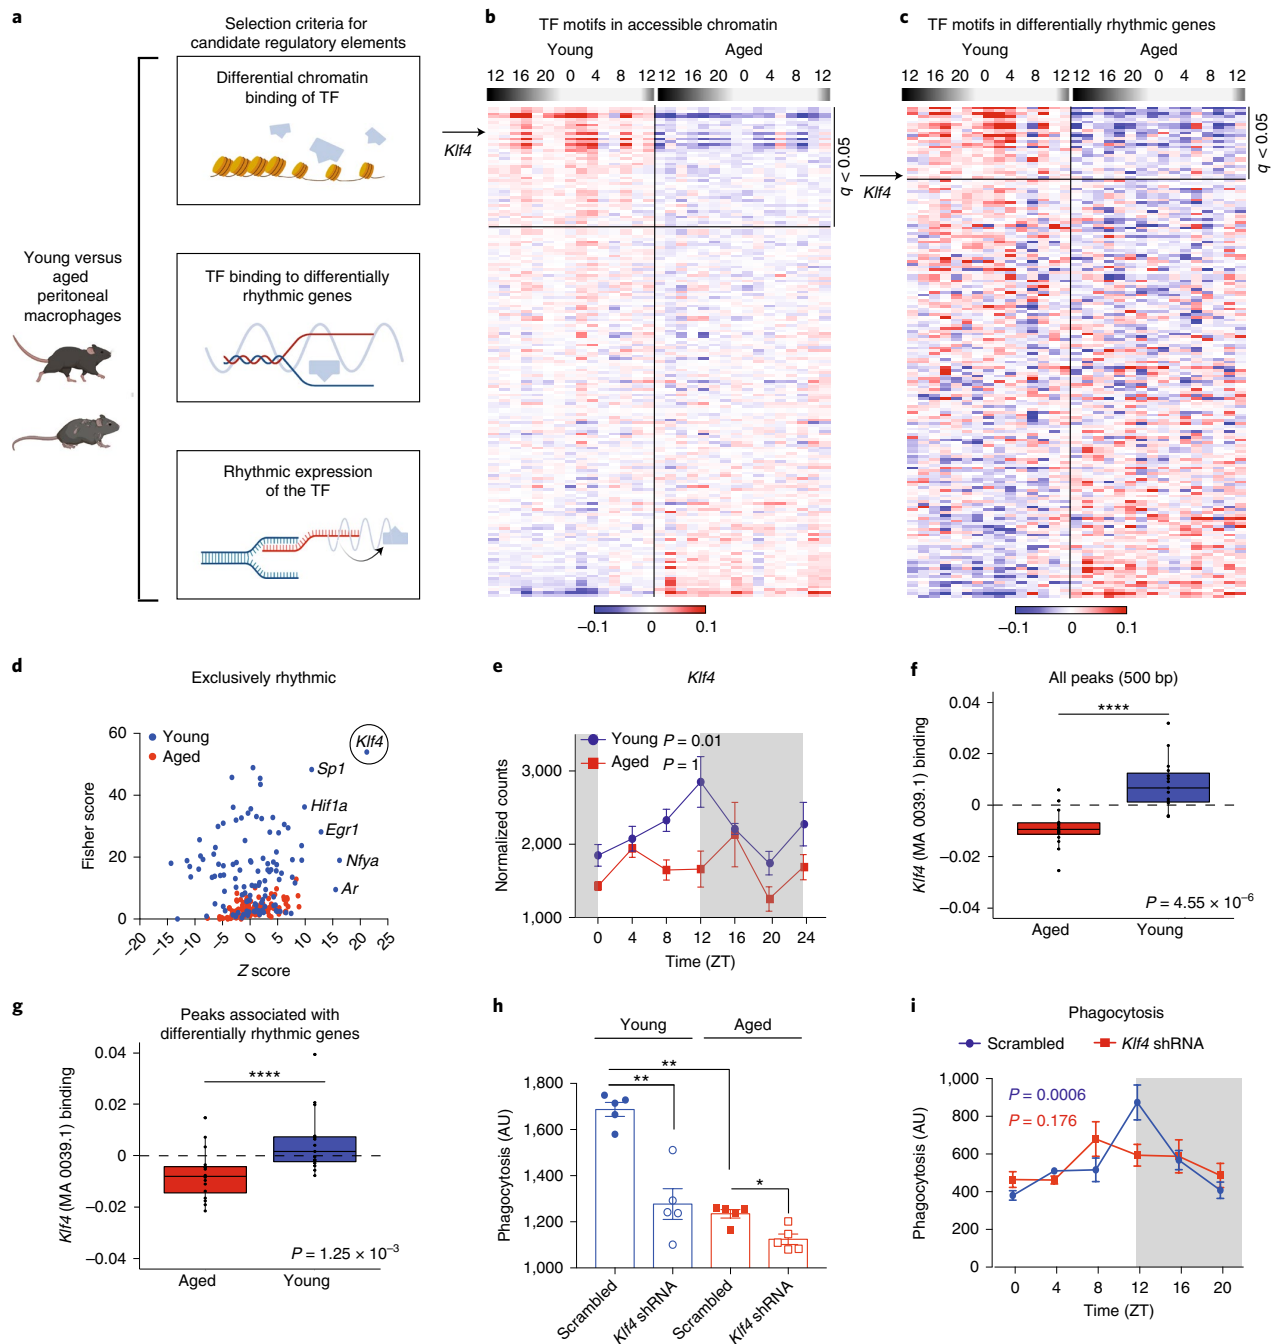 a
Selection criteria for
candidate regulatory elements
Differential chromatin
binding of TF
Young versus
aged
peritoneal
macrophages
TF binding to differentially
rhythmic genes
Rhythmic expression
of the TF
b
TF motifs in accessible chromatin
Young Aged
12 16 20 0 4 8 12 16 20 0 4 8 12
Klf4
q < 0.05
–0.1 0 0.1
c
TF motifs in differentially rhythmic genes
Young Aged
12 16 20 0 4 8 12 16 20 0 4 8 12
Klf4
q < 0.05
–0.1 0 0.1
d
Exclusively rhythmic
Young
Aged
Klf4
Sp1
Hif1a
Egr1
Nfya
Ar
Fisher score
60
40
20
0
–20 –15 –10 –5 0 5 10 15 20 25
Z score
e
Klf4
Young P = 0.01
Aged P = 1
Normalized counts
3,000
2,000
1,000
0 4 8 12 16 20 24
Time (ZT)
f
All peaks (500 bp)
****
Klf4 (MA 0039.1) binding
0.04
0.02
0
–0.02
–0.04
P = 4.55 × 10–6
Aged Young
g
Peaks associated with
differentially rhythmic genes
****
Klf4 (MA 0039.1) binding
0.04
0.02
0
–0.02
–0.04
P = 1.25 × 10–3
Aged Young
h
Young Aged
**
**
*
Phagocytosis (AU)
1,800
1,600
1,400
1,200
1,000
Scrambled
Klf4 shRNA
Scrambled
Klf4 shRNA
i
Phagocytosis
Scrambled Klf4 shRNA
P = 0.0006
P = 0.176
Phagocytosis (AU)
1,000
800
600
400
200
0
0 4 8 12 16 20
Time (ZT)